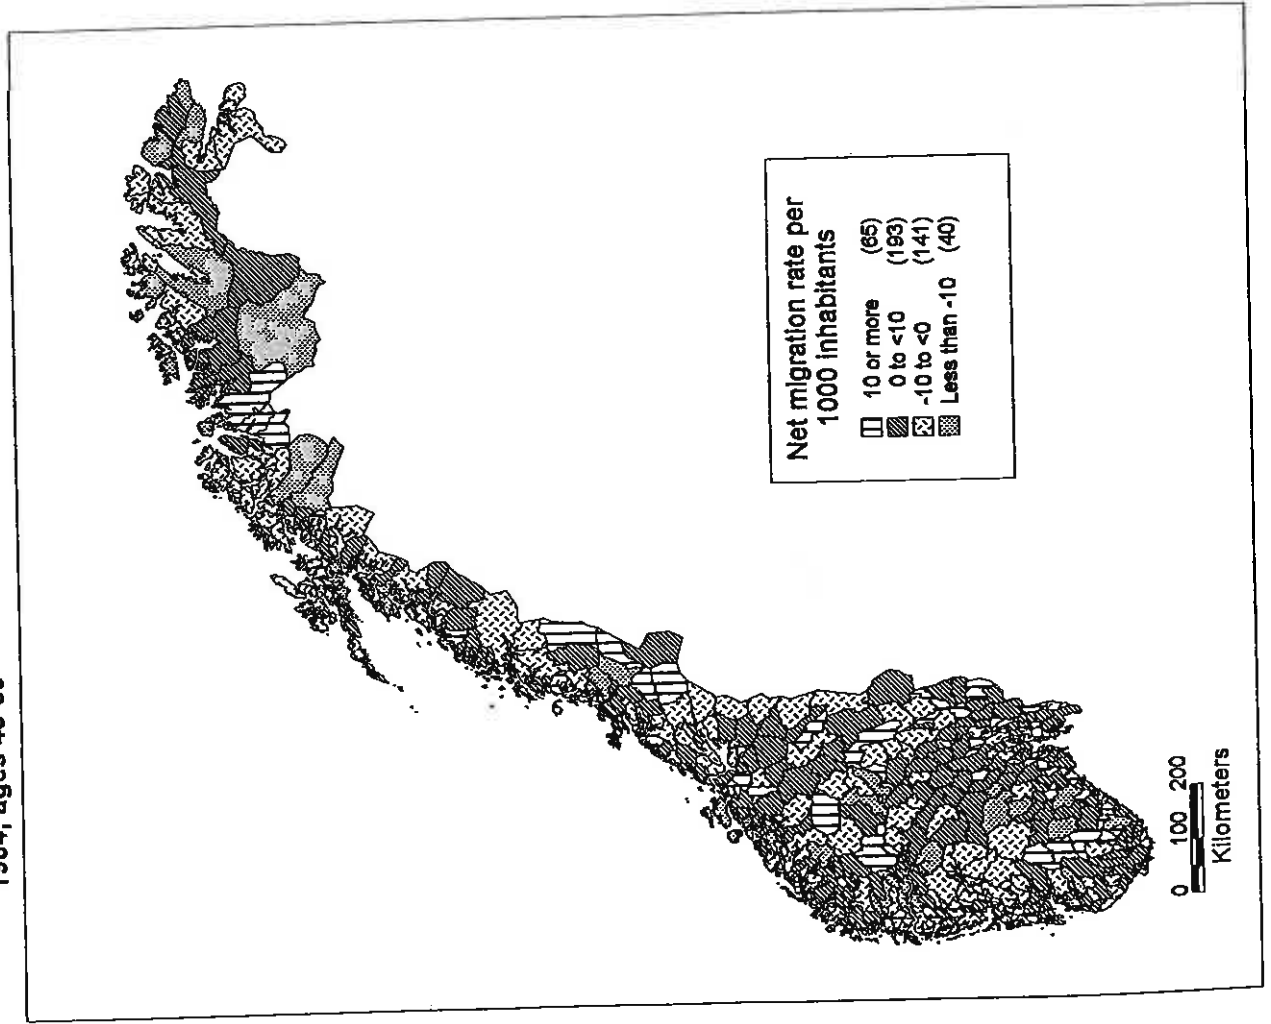 Net migration rate per
1000 inhabitants
10 or more (65)
0 to <10 (193)
-10 to <0 (141)
Less than -10 (40)
0 100 200
Kilometers